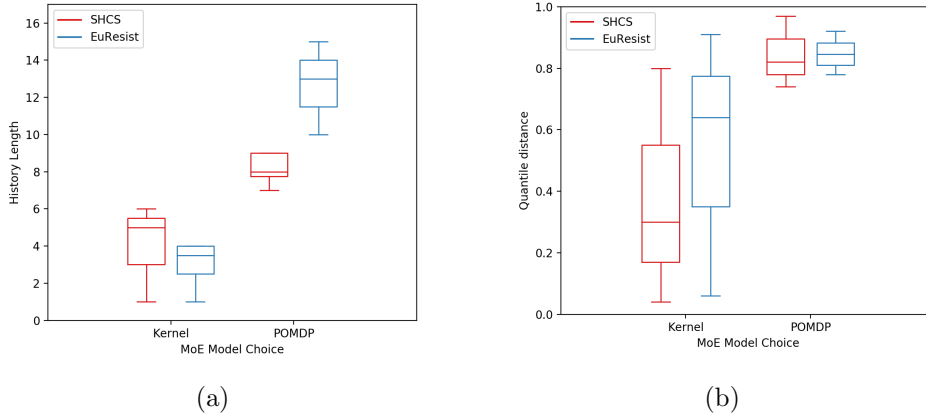 SHCS
EuResist
16
14
12
10
8
6
4
2
0
History Length
Kernel
POMDP
MoE Model Choice
(a)
SHCS
EuResist
1.0
0.8
0.6
0.4
0.2
0.0
Quantile distance
Kernel
POMDP
MoE Model Choice
(b)